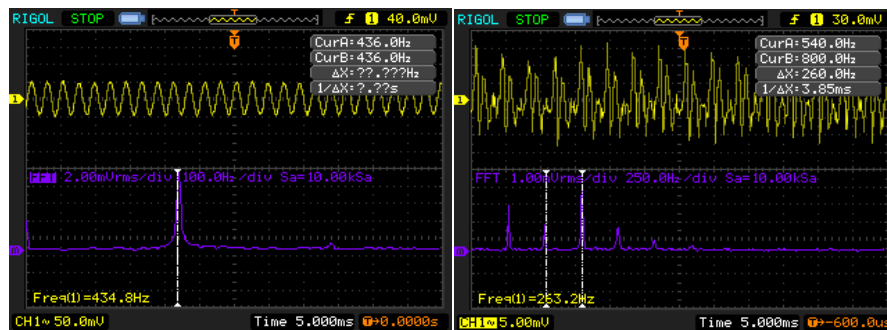 RIGOL STOP T f 1 40.0mV
CurA=436.0Hz
CurB=436.0Hz
ΔX=??.???Hz
1/ΔX=?.??s
T
1
FFT 2.00mVrms/div 100.0Hz/div Sa=10.00kSa
m
Freq(1)=434.8Hz
CH1~ 50.0mV Time 5.000ms T→0.0000s
RIGOL STOP T f 1 30.0mV
CurA=540.0Hz
CurB=800.0Hz
ΔX=260.0Hz
1/ΔX=3.85ms
T
1
FFT 1.00mVrms/div 250.0Hz/div Sa=10.00kSa
m
Freq(1)=253.2Hz
CH1~ 5.00mV Time 5.000ms T→-600.0us